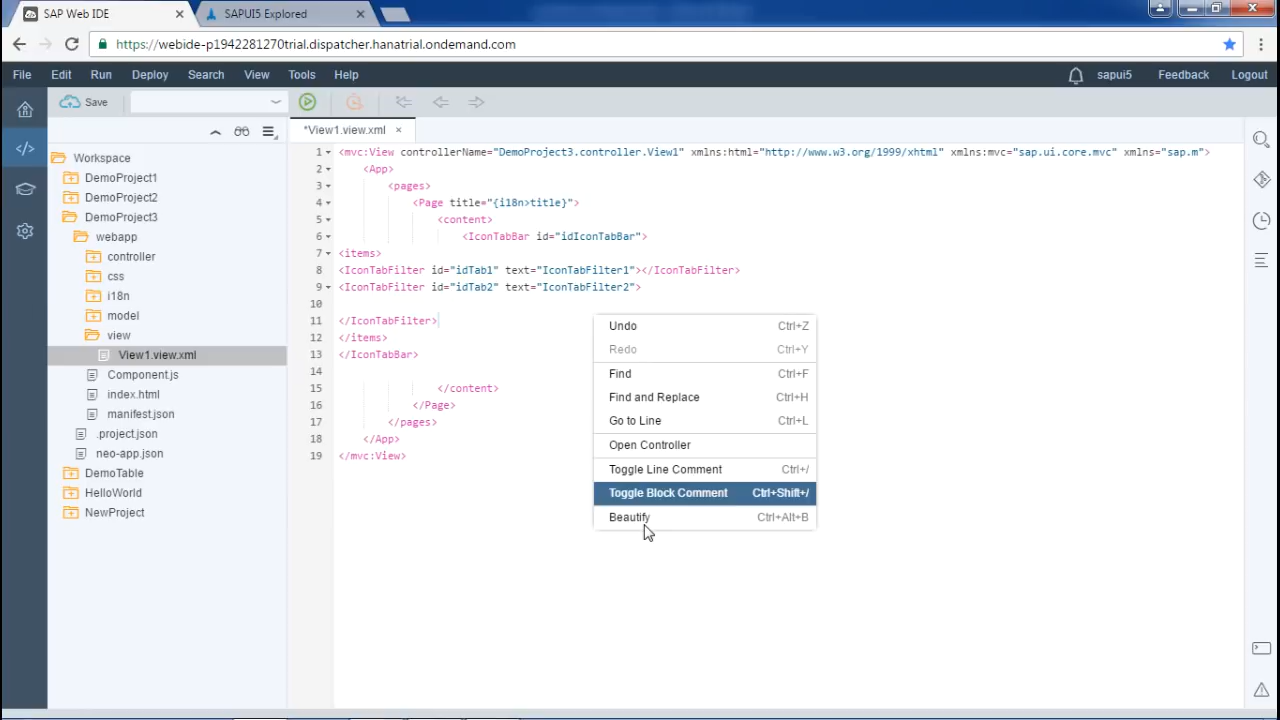 SAP Web IDE
SAPUI5 Explored
https://webide-p1942281270trial.dispatcher.hanatrial.ondemand.com
File Edit Run Deploy Search View Tools Help
sapui5 Feedback Logout
Save
*View1.view.xml ×
Workspace
DemoProject1
DemoProject2
DemoProject3
webapp
controller
css
i18n
model
view
View1.view.xml
Component.js
index.html
manifest.json
.project.json
neo-app.json
DemoTable
HelloWorld
NewProject
1 <mvc:View controllerName="DemoProject3.controller.View1" xmlns:html="http://www.w3.org/1999/xhtml" xmlns:mvc="sap.ui.core.mvc" xmlns="sap.m">
2 <App>
3 <pages>
4 <Page title="{i18n>title}">
5 <content>
6 <IconTabBar id="idIconTabBar">
7 <items>
8 <IconTabFilter id="idTab1" text="IconTabFilter1"></IconTabFilter>
9 <IconTabFilter id="idTab2" text="IconTabFilter2">
10
11 </IconTabFilter>
12 </items>
13 </IconTabBar>
14
15 </content>
16 </Page>
17 </pages>
18 </App>
19 </mvc:View>
Undo Ctrl+Z
Redo Ctrl+Y
Find Ctrl+F
Find and Replace Ctrl+H
Go to Line Ctrl+L
Open Controller
Toggle Line Comment Ctrl+/
Toggle Block Comment Ctrl+Shift+/
Beautify Ctrl+Alt+B